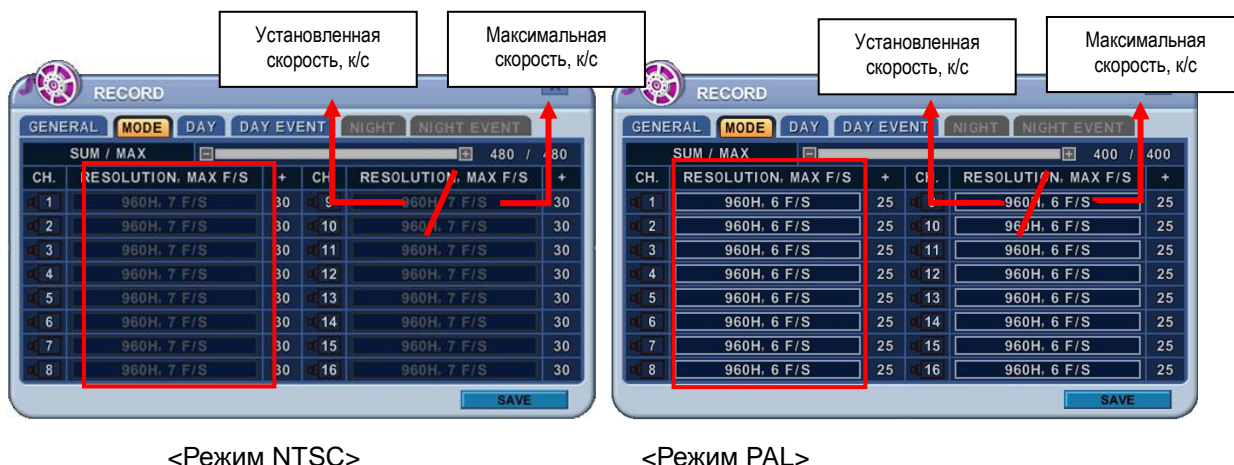 Установленная
скорость, к/с
Максимальная
скорость, к/с
RECORD
GENERAL MODE DAY DAY EVENT NIGHT NIGHT EVENT
SUM / MAX - + 480 / 480
CH. RESOLUTION, MAX F/S + CH. RESOLUTION, MAX F/S +
1 960H, 7 F/S 30 9 960H, 7 F/S 30
2 960H, 7 F/S 30 10 960H, 7 F/S 30
3 960H, 7 F/S 30 11 960H, 7 F/S 30
4 960H, 7 F/S 30 12 960H, 7 F/S 30
5 960H, 7 F/S 30 13 960H, 7 F/S 30
6 960H, 7 F/S 30 14 960H, 7 F/S 30
7 960H, 7 F/S 30 15 960H, 7 F/S 30
8 960H, 7 F/S 30 16 960H, 7 F/S 30
SAVE
<Режим NTSC>
Установленная
скорость, к/с
Максимальная
скорость, к/с
RECORD
GENERAL MODE DAY DAY EVENT NIGHT NIGHT EVENT
SUM / MAX - + 400 / 400
CH. RESOLUTION, MAX F/S + CH. RESOLUTION, MAX F/S +
1 960H, 6 F/S 25 9 960H, 6 F/S 25
2 960H, 6 F/S 25 10 960H, 6 F/S 25
3 960H, 6 F/S 25 11 960H, 6 F/S 25
4 960H, 6 F/S 25 12 960H, 6 F/S 25
5 960H, 6 F/S 25 13 960H, 6 F/S 25
6 960H, 6 F/S 25 14 960H, 6 F/S 25
7 960H, 6 F/S 25 15 960H, 6 F/S 25
8 960H, 6 F/S 25 16 960H, 6 F/S 25
SAVE
<Режим PAL>